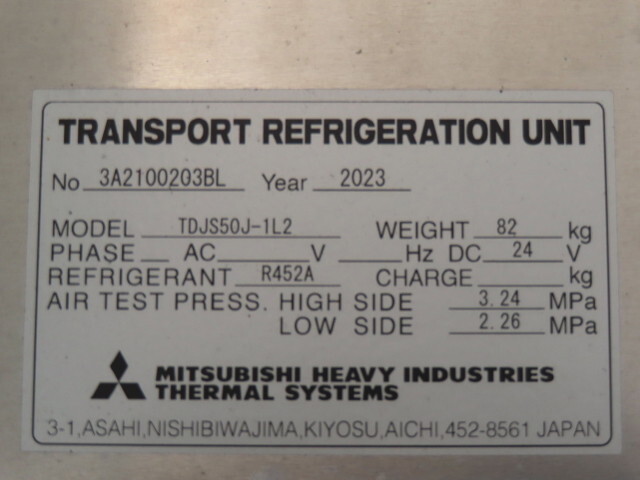 TRANSPORT REFRIGERATION UNIT
No 3A2100203BL Year 2023
MODEL TDJS50J-1L2 WEIGHT 82 kg
PHASE AC V Hz DC 24 V
REFRIGERANT R452A CHARGE kg
AIR TEST PRESS. HIGH SIDE 3.24 MPa
LOW SIDE 2.26 MPa
MITSUBISHI HEAVY INDUSTRIES
THERMAL SYSTEMS
3-1,ASAHI,NISHIBIWAJIMA,KIYOSU,AICHI,452-8561 JAPAN